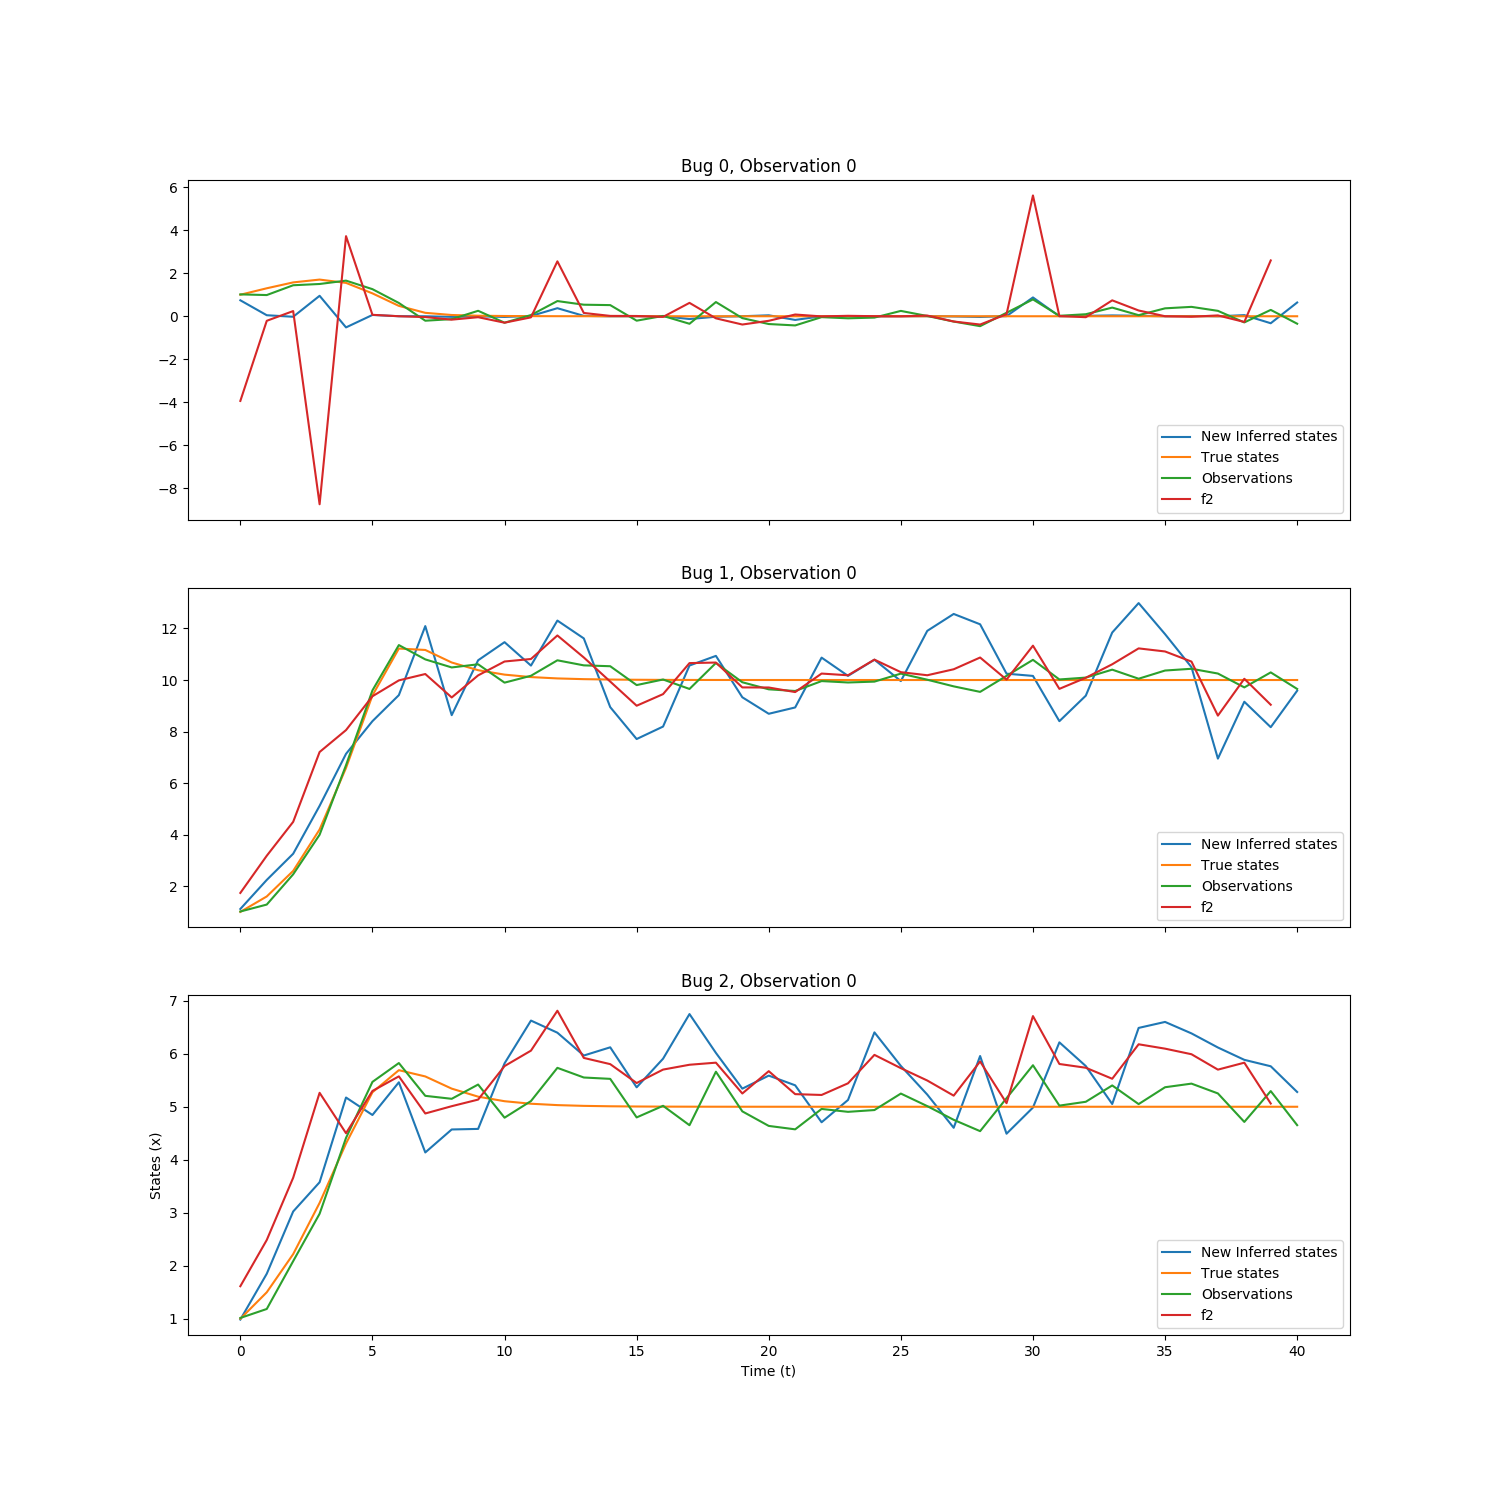 Bug 0, Observation 0
6
4
2
0
−2
−4
−6
−8
New Inferred states
True states
Observations
f2
Bug 1, Observation 0
12
10
8
6
4
2
New Inferred states
True states
Observations
f2
Bug 2, Observation 0
7
6
5
4
3
2
1
States (x)
New Inferred states
True states
Observations
f2
0 5 10 15 20 25 30 35 40
Time (t)